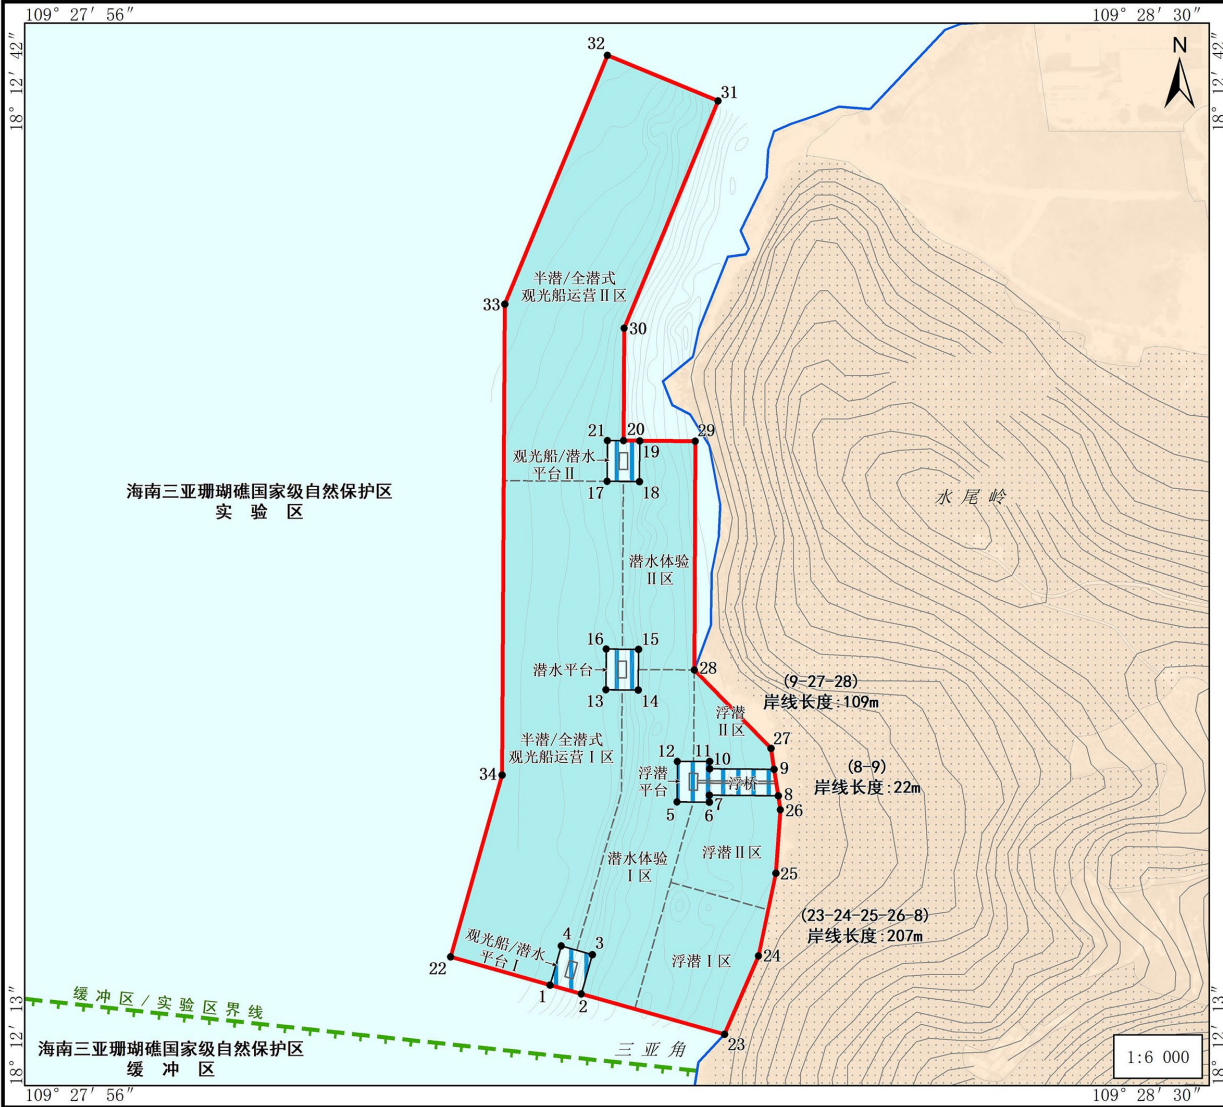 109° 27′ 56″
109° 28′ 30″
18° 12′ 42″
18° 12′ 42″
N
32
31
半潜/全潜式
观光船运营Ⅱ区
33
30
21
20
29
19
观光船/潜水
平台Ⅱ
17
18
海南三亚珊瑚礁国家级自然保护区
实 验 区
水 尾 岭
潜水体验
Ⅱ区
16
15
潜水平台
28
13
14
(9-27-28)
岸线长度:109m
浮潜
Ⅱ区
半潜/全潜式
观光船运营Ⅰ区
27
12
11
10
9
34
浮潜
平台
浮桥
(8-9)
岸线长度:22m
8
5
6
7
26
潜水体验
Ⅰ区
浮潜Ⅱ区
25
(23-24-25-26-8)
岸线长度:207m
4
3
观光船/潜水
平台Ⅰ
浮潜Ⅰ区
24
22
1
2
23
缓冲区/实验区界线
海南三亚珊瑚礁国家级自然保护区
缓 冲 区
三 亚 角
1:6 000
18° 12′ 13″
18° 12′ 13″
109° 27′ 56″
109° 28′ 30″